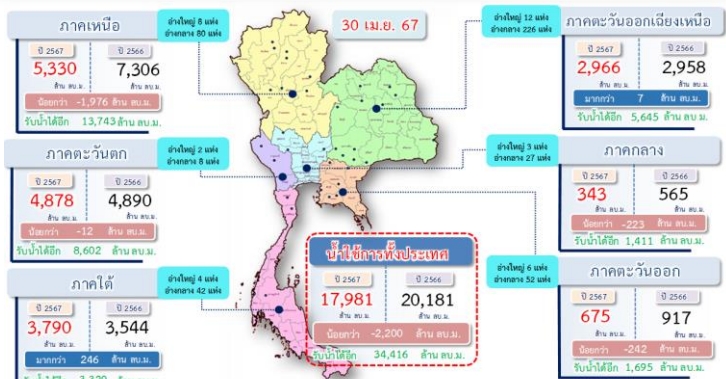 ภาคเหนือ
อ่างใหญ่ 8 แห่ง
อ่างกลาง 80 แห่ง
ปี 2567 ปี 2566
5,330 7,306
ล้าน ลบ.ม. ล้าน ลบ.ม.
น้อยกว่า -1,976 ล้าน ลบ.ม.
รับน้ำได้อีก 13,743 ล้าน ลบ.ม.
30 เม.ย. 67
อ่างใหญ่ 12 แห่ง
อ่างกลาง 226 แห่ง
ภาคตะวันออกเฉียงเหนือ
ปี 2567 ปี 2566
2,966 2,958
ล้าน ลบ.ม. ล้าน ลบ.ม.
มากกว่า 7 ล้าน ลบ.ม.
รับน้ำได้อีก 5,645 ล้าน ลบ.ม.
ภาคตะวันตก
อ่างใหญ่ 2 แห่ง
อ่างกลาง 8 แห่ง
ปี 2567 ปี 2566
4,878 4,890
ล้าน ลบ.ม. ล้าน ลบ.ม.
น้อยกว่า -12 ล้าน ลบ.ม.
รับน้ำได้อีก 8,602 ล้าน ลบ.ม.
อ่างใหญ่ 3 แห่ง
อ่างกลาง 27 แห่ง
ภาคกลาง
ปี 2567 ปี 2566
343 565
ล้าน ลบ.ม. ล้าน ลบ.ม.
น้อยกว่า -223 ล้าน ลบ.ม.
รับน้ำได้อีก 1,411 ล้าน ลบ.ม.
ภาคใต้
อ่างใหญ่ 4 แห่ง
อ่างกลาง 42 แห่ง
ปี 2567 ปี 2566
3,790 3,544
ล้าน ลบ.ม. ล้าน ลบ.ม.
มากกว่า 246 ล้าน ลบ.ม.
น้ำใช้การทั้งประเทศ
ปี 2567 ปี 2566
17,981 20,181
ล้าน ลบ.ม. ล้าน ลบ.ม.
น้อยกว่า -2,200 ล้าน ลบ.ม.
รับน้ำได้อีก 34,416 ล้าน ลบ.ม.
อ่างใหญ่ 6 แห่ง
อ่างกลาง 52 แห่ง
ภาคตะวันออก
ปี 2567 ปี 2566
675 917
ล้าน ลบ.ม. ล้าน ลบ.ม.
น้อยกว่า -242 ล้าน ลบ.ม.
รับน้ำได้อีก 1,695 ล้าน ลบ.ม.